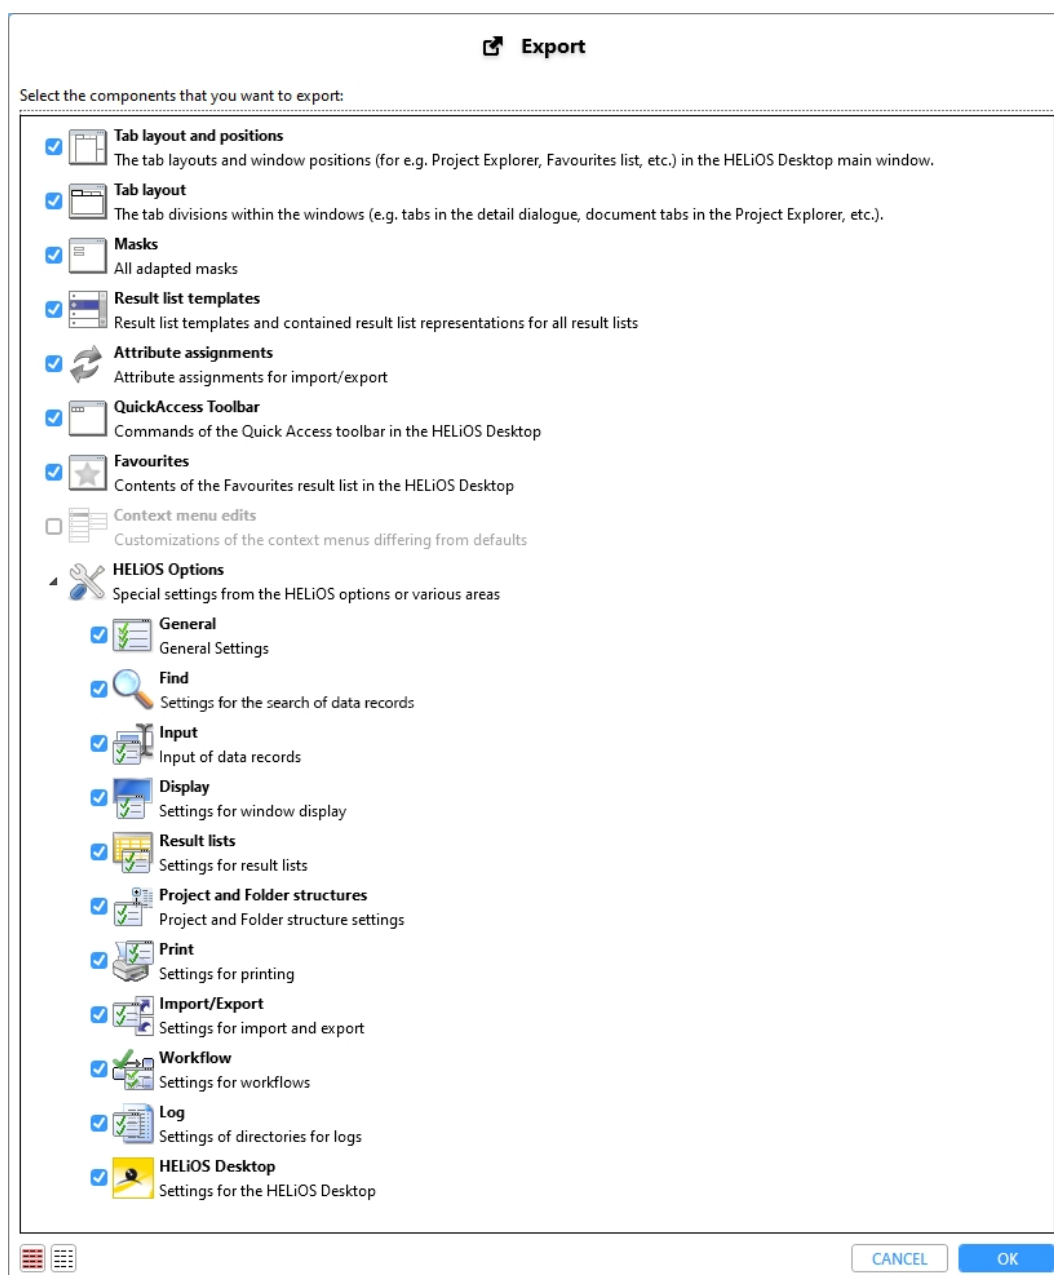 Export
Select the components that you want to export:
Tab layout and positions
The tab layouts and window positions (for e.g. Project Explorer, Favourites list, etc.) in the HELiOS Desktop main window.
Tab layout
The tab divisions within the windows (e.g. tabs in the detail dialogue, document tabs in the Project Explorer, etc.).
Masks
All adapted masks
Result list templates
Result list templates and contained result list representations for all result lists
Attribute assignments
Attribute assignments for import/export
QuickAccess Toolbar
Commands of the Quick Access toolbar in the HELiOS Desktop
Favourites
Contents of the Favourites result list in the HELiOS Desktop
Context menu edits
Customizations of the context menus differing from defaults
HELiOS Options
Special settings from the HELiOS options or various areas
General
General Settings
Find
Settings for the search of data records
Input
Input of data records
Display
Settings for window display
Result lists
Settings for result lists
Project and Folder structures
Project and Folder structure settings
Print
Settings for printing
Import/Export
Settings for import and export
Workflow
Settings for workflows
Log
Settings of directories for logs
HELiOS Desktop
Settings for the HELiOS Desktop
CANCEL OK